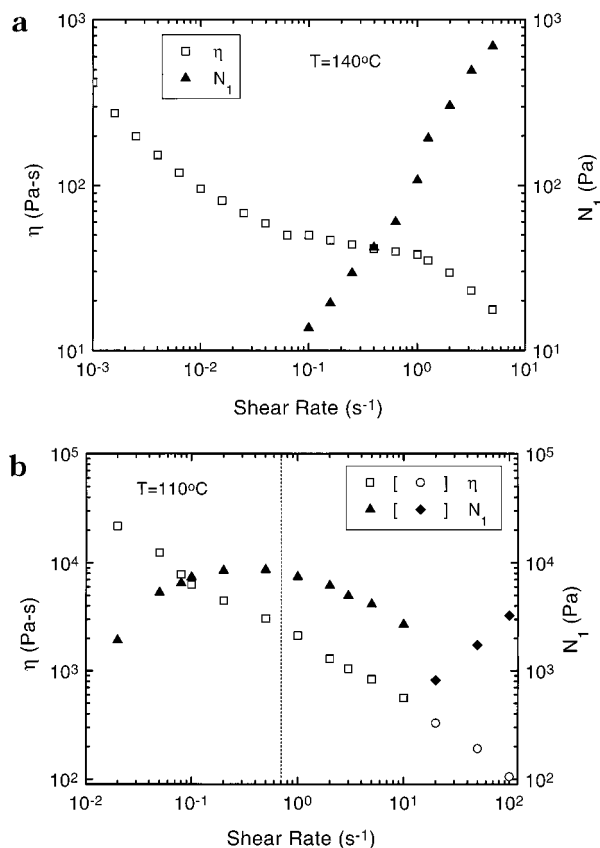 a
10³
10²
10¹
η (Pa-s)
□ η
▲ N₁
T=140°C
10³
10²
10¹
N₁ (Pa)
10⁻³ 10⁻² 10⁻¹ 10⁰ 10¹
Shear Rate (s⁻¹)
b
10⁵
10⁴
10³
10²
η (Pa-s)
T=110°C
□ [ ○ ] η
▲ [ ◆ ] N₁
10⁵
10⁴
10³
10²
N₁ (Pa)
10⁻² 10⁻¹ 10⁰ 10¹ 10²
Shear Rate (s⁻¹)